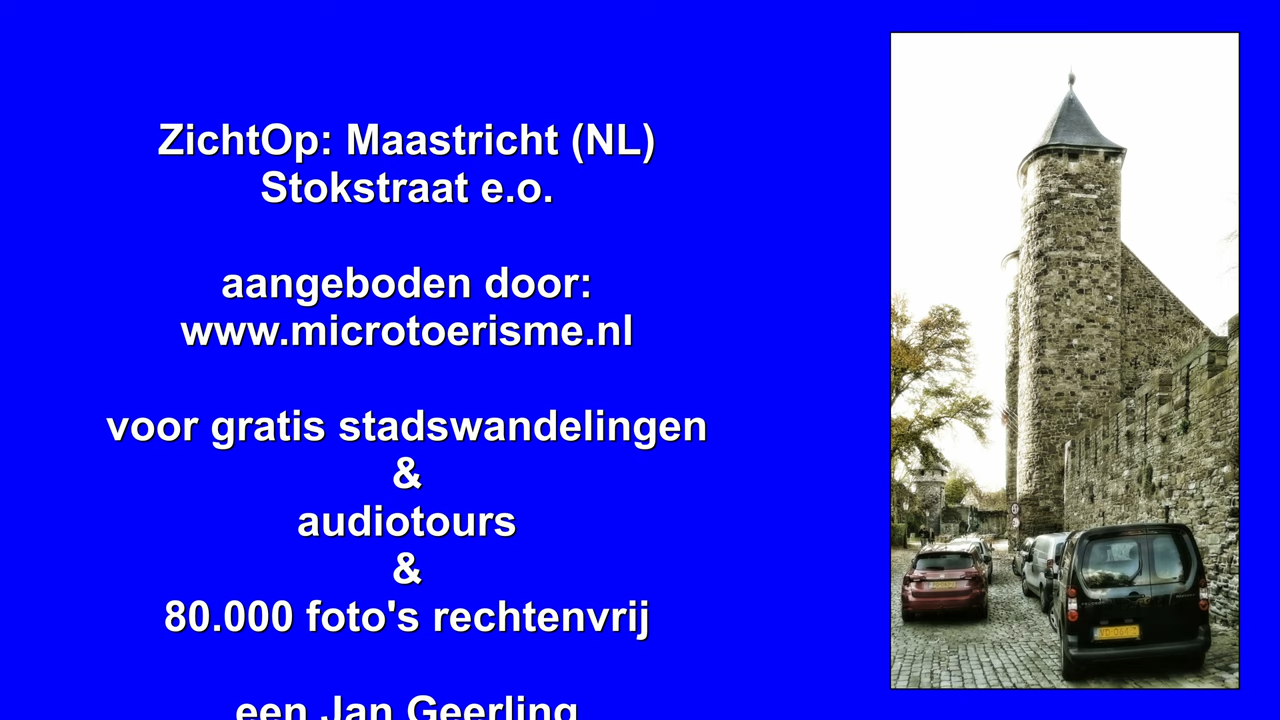 ZichtOp: Maastricht (NL)
Stokstraat e.o.
aangeboden door:
www.microtoerisme.nl
voor gratis stadswandelingen
&
audiotours
&
80.000 foto's rechtenvrij
een Jan Geerling